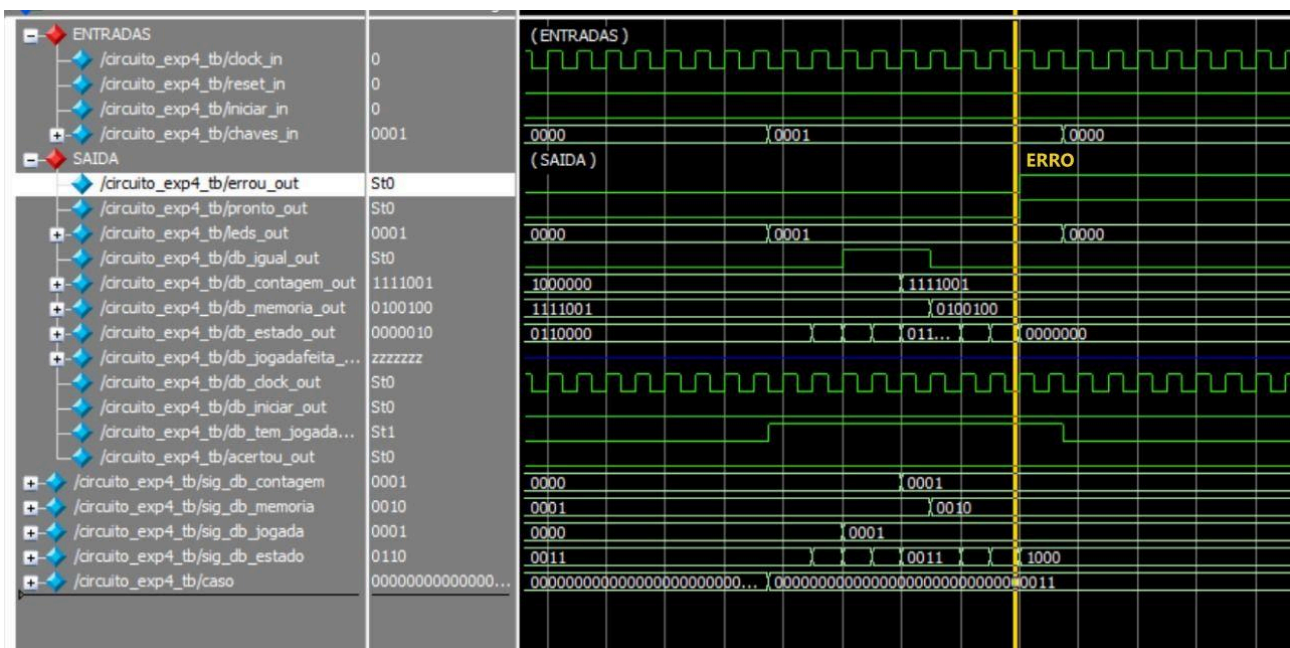 ENTRADAS (ENTRADAS)
/circuito_exp4_tb/clock_in 0
/circuito_exp4_tb/reset_in 0
/circuito_exp4_tb/iniciar_in 0
/circuito_exp4_tb/chaves_in 0001 0000 0001 0000
SAIDA (SAIDA) ERRO
/circuito_exp4_tb/errou_out St0
/circuito_exp4_tb/pronto_out St0
/circuito_exp4_tb/leds_out 0001 0000 0001 0000
/circuito_exp4_tb/db_igual_out St0
/circuito_exp4_tb/db_contagem_out 1111001 1000000 1111001
/circuito_exp4_tb/db_memoria_out 0100100 1111001 0100100
/circuito_exp4_tb/db_estado_out 0000010 0110000 011... 0000000
/circuito_exp4_tb/db_jogadafeita_... zzzzzzz
/circuito_exp4_tb/db_clock_out St0
/circuito_exp4_tb/db_iniciar_out St0
/circuito_exp4_tb/db_tem_jogada... St1
/circuito_exp4_tb/acertou_out St0
/circuito_exp4_tb/sig_db_contagem 0001 0000 0001
/circuito_exp4_tb/sig_db_memoria 0010 0001 0010
/circuito_exp4_tb/sig_db_jogada 0001 0000 0001
/circuito_exp4_tb/sig_db_estado 0110 0011 0011 1000
/circuito_exp4_tb/caso 00000000000000... 00000000000000000000000000... 00000000000000000000000000000011